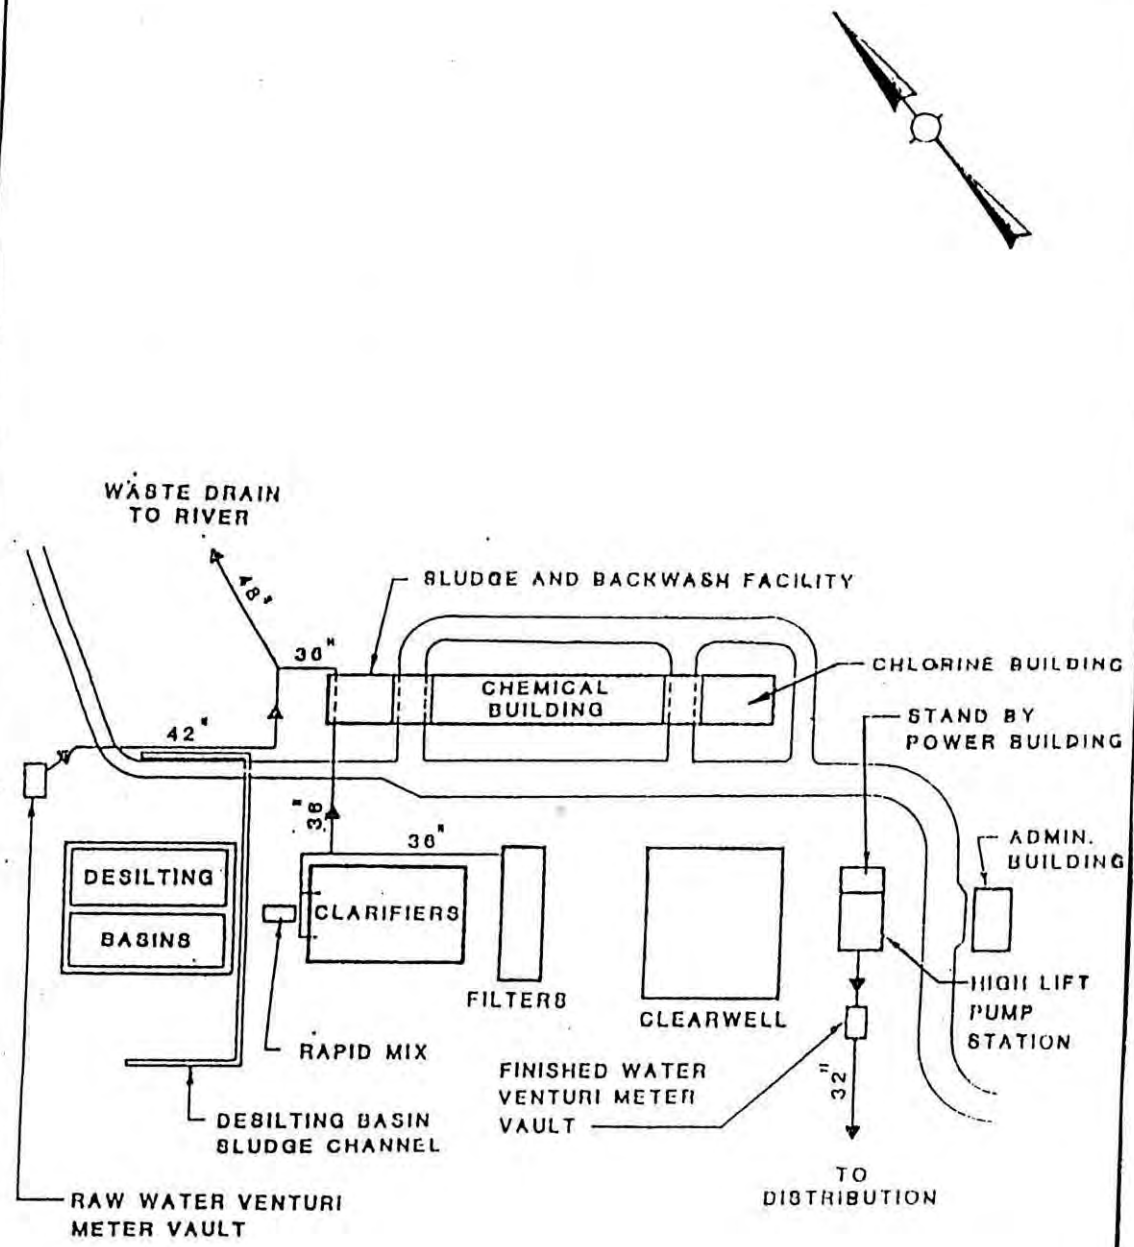 WASTE DRAIN
TO RIVER
48"
SLUDGE AND BACKWASH FACILITY
36"
CHEMICAL
BUILDING
CHLORINE BUILDING
STAND BY
POWER BUILDING
42"
36"
36"
ADMIN.
BUILDING
DESILTING
BASINS
CLARIFIERS
FILTERS
CLEARWELL
HIGH LIFT
PUMP
STATION
RAPID MIX
FINISHED WATER
VENTURI METER
VAULT
32"
DESILTING BASIN
SLUDGE CHANNEL
TO
DISTRIBUTION
RAW WATER VENTURI
METER VAULT